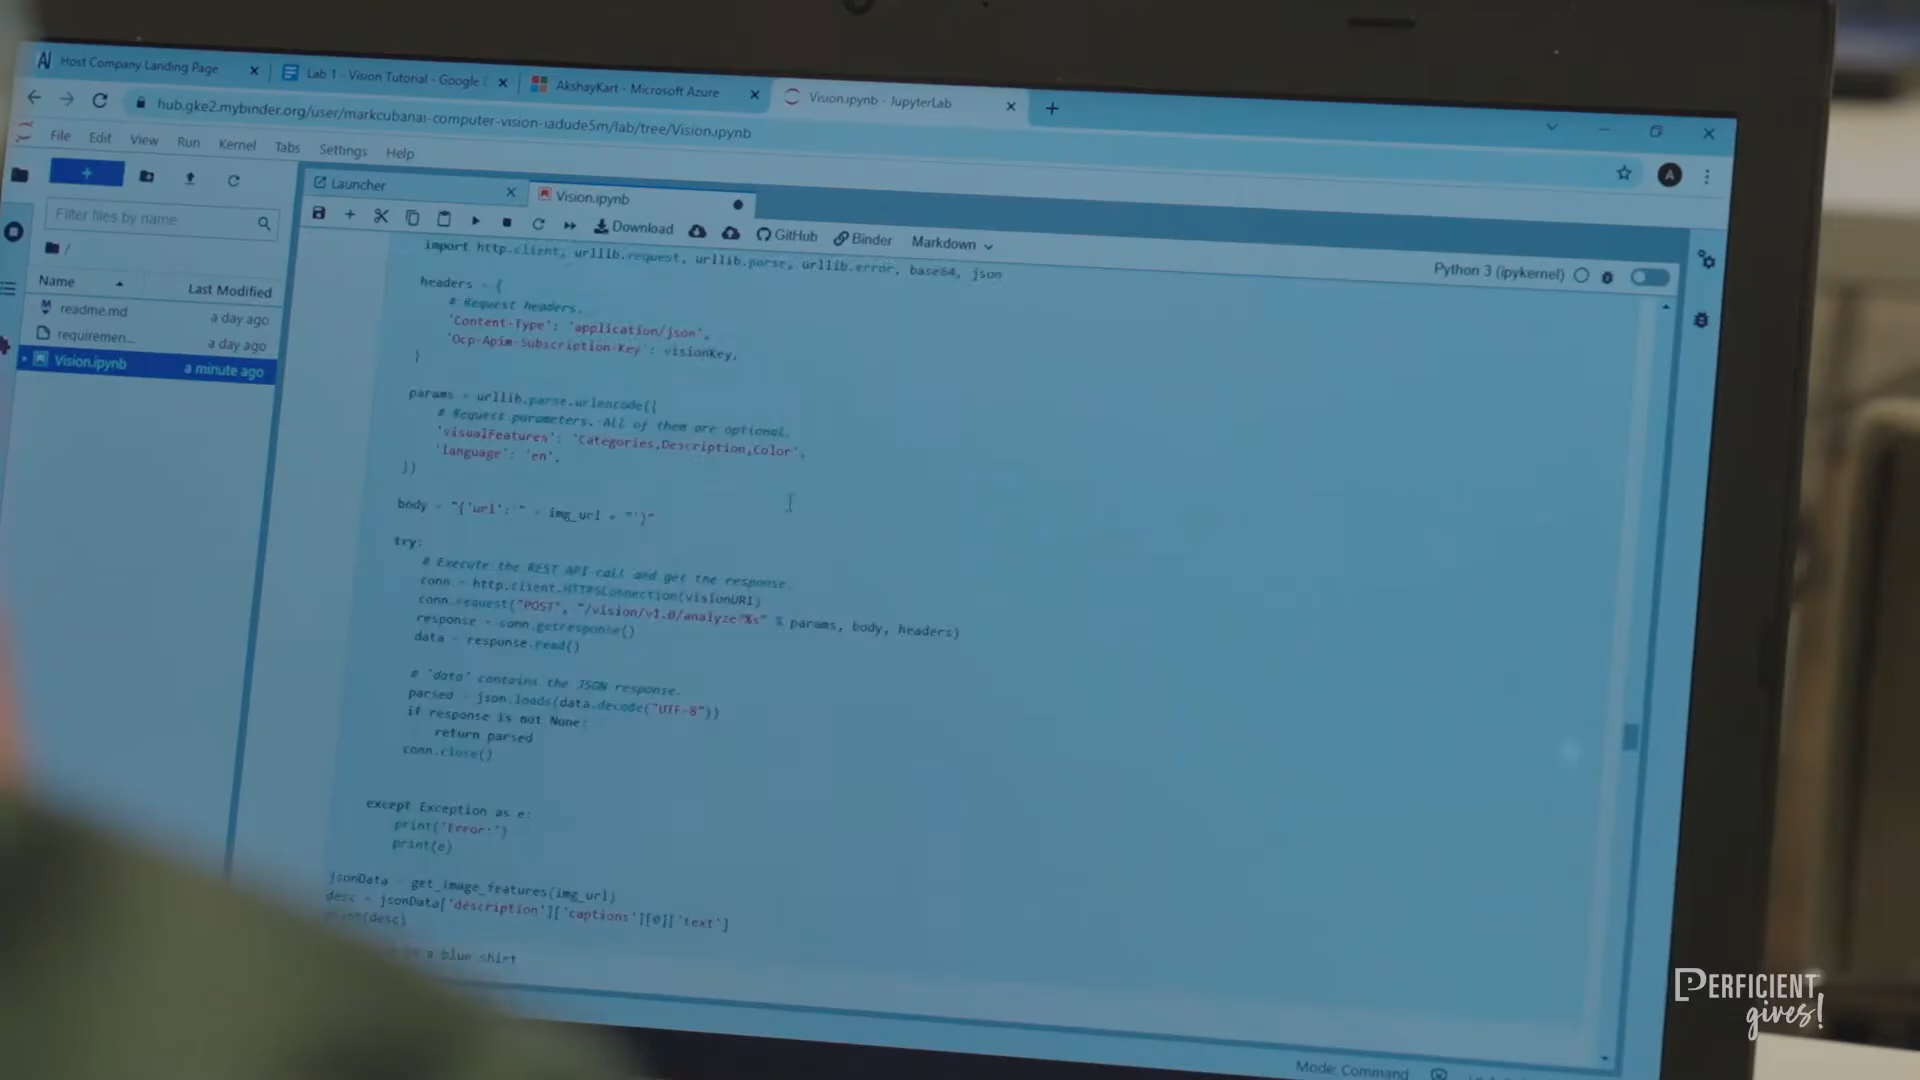 Host Company Landing Page
Lab 1 - Vision Tutorial - Google
AkshayKart - Microsoft Azure
Vision.ipynb - JupyterLab
hub.gke2.mybinder.org/user/markcubanai-computer-vision-iadude5m/lab/tree/Vision.ipynb
A
File Edit View Run Kernel Tabs Settings Help
Launcher
Vision.ipynb
Filter files by name
Download GitHub Binder Markdown
Python 3 (ipykernel)
/
Name Last Modified
readme.md a day ago
requiremen... a day ago
Vision.ipynb a minute ago
import http.client, urllib.request, urllib.parse, urllib.error, base64, json
headers = {
# Request headers.
'Content-Type': 'application/json',
'Ocp-Apim-Subscription-Key': visionKey,
}
params = urllib.parse.urlencode({
# Request parameters. All of them are optional.
'visualFeatures': 'Categories,Description,Color',
'language': 'en',
})
body = "{'url': '" + img_url + "'}"
try:
# Execute the REST API call and get the response.
conn = http.client.HTTPSConnection(visionURI)
conn.request("POST", "/vision/v1.0/analyze?%s" % params, body, headers)
response = conn.getresponse()
data = response.read()
# 'data' contains the JSON response.
parsed = json.loads(data.decode("UTF-8"))
if response is not None:
return parsed
conn.close()
except Exception as e:
print('Error:')
print(e)
jsonData = get_image_features(img_url)
desc = jsonData['description']['captions'][0]['text']
print(desc)
a blue shirt
Mode: Command
PERFICIENT
gives!